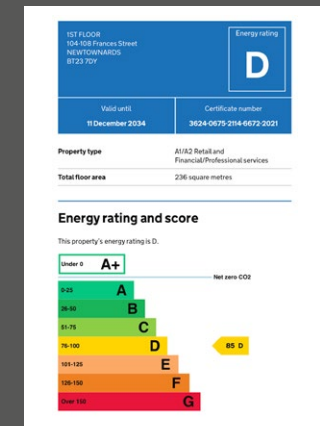 1ST FLOOR
104-108 Frances Street
NEWTOWNARDS
BT23 7DY
Energy rating
D
Valid until
11 December 2034
Certificate number
3624-0675-2114-6672-2021
Property type
A1/A2 Retail and
Financial/Professional services
Total floor area
236 square metres
Energy rating and score
This property's energy rating is D.
Under 0 A+
Net zero CO2
0-25 A
26-50 B
51-75 C
76-100 D
85 D
101-125 E
126-150 F
Over 150 G